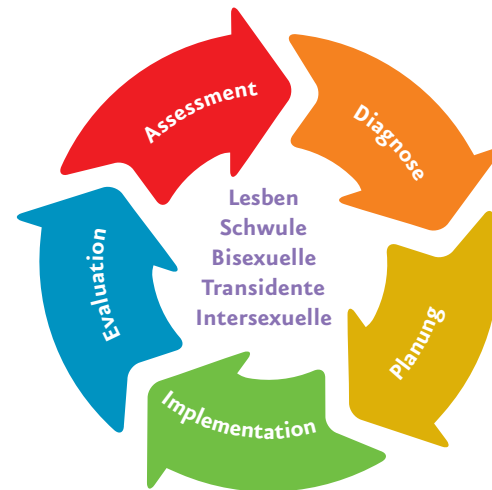 Assessment
Diagnose
Lesben
Schwule
Bisexuelle
Transidente
Intersexuelle
Evaluation
Planung
Implementation